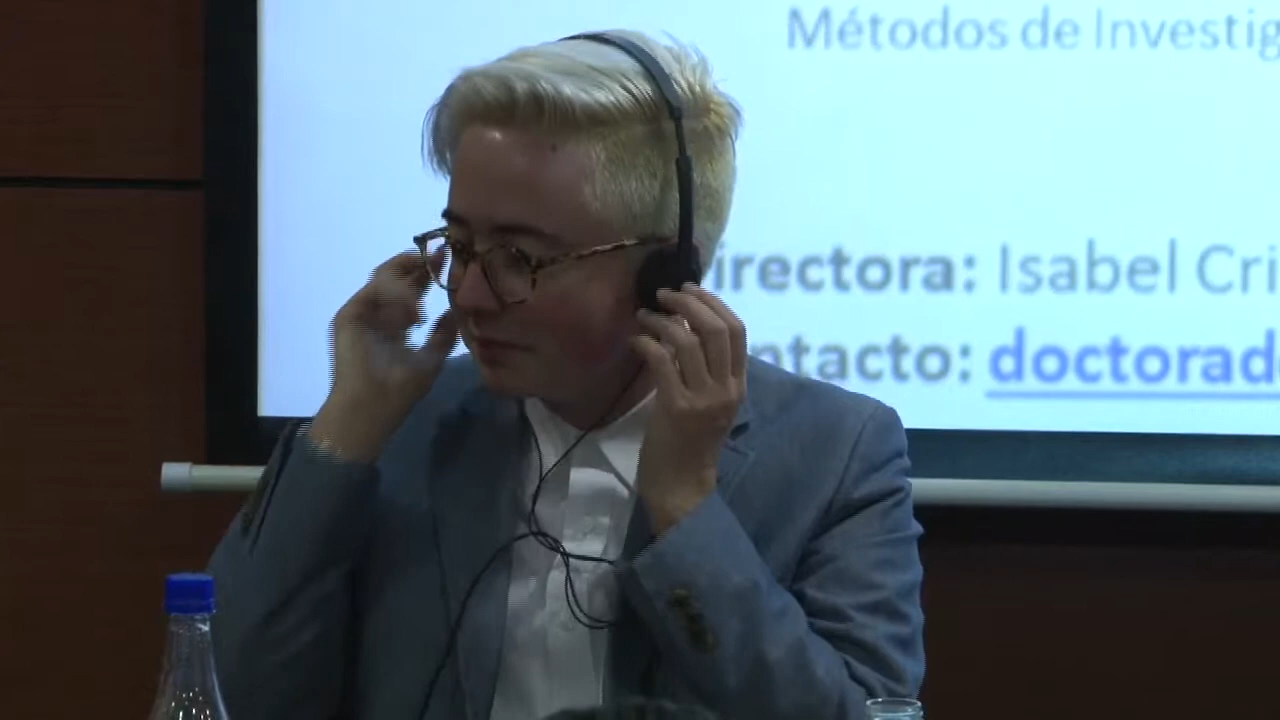 Métodos de Investig
irectora: Isabel Cri
ntacto: doctorad